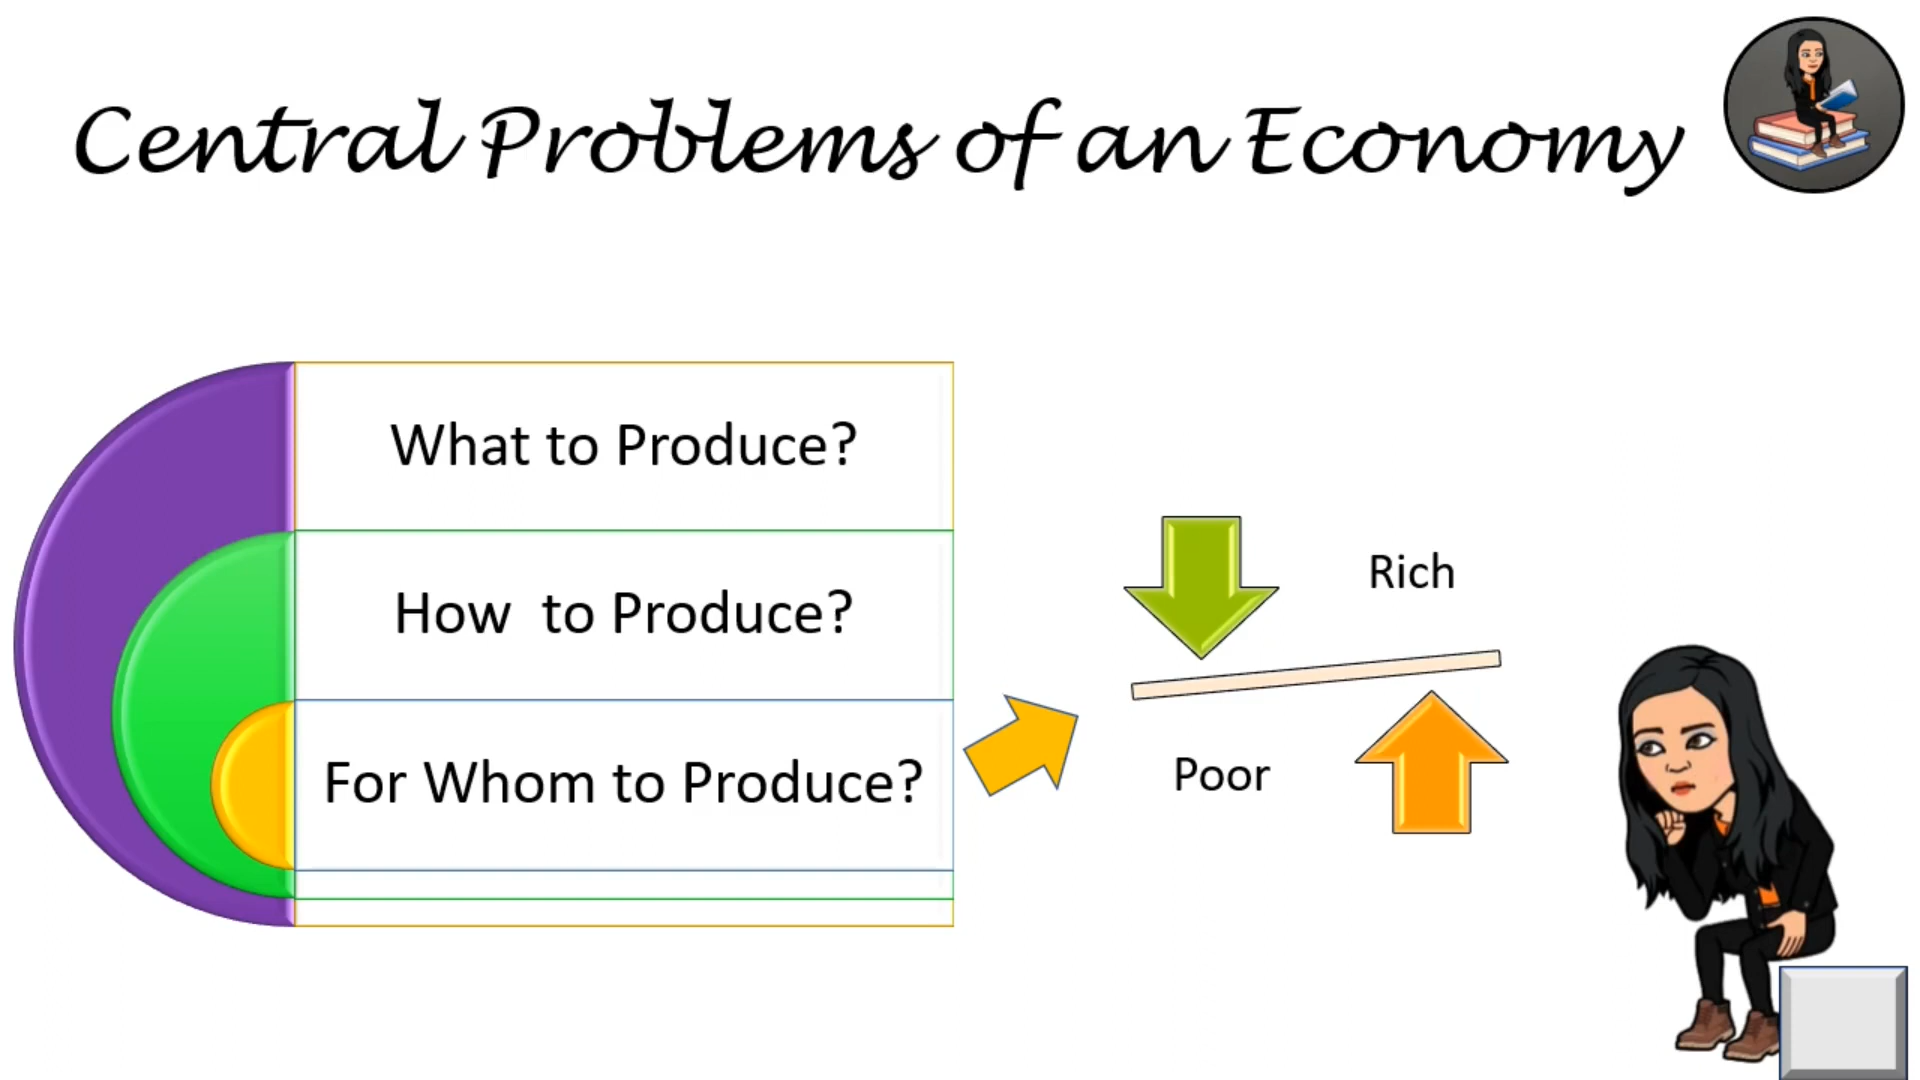 Central Problems of an Economy
What to Produce?
How to Produce?
For Whom to Produce?
Rich
Poor